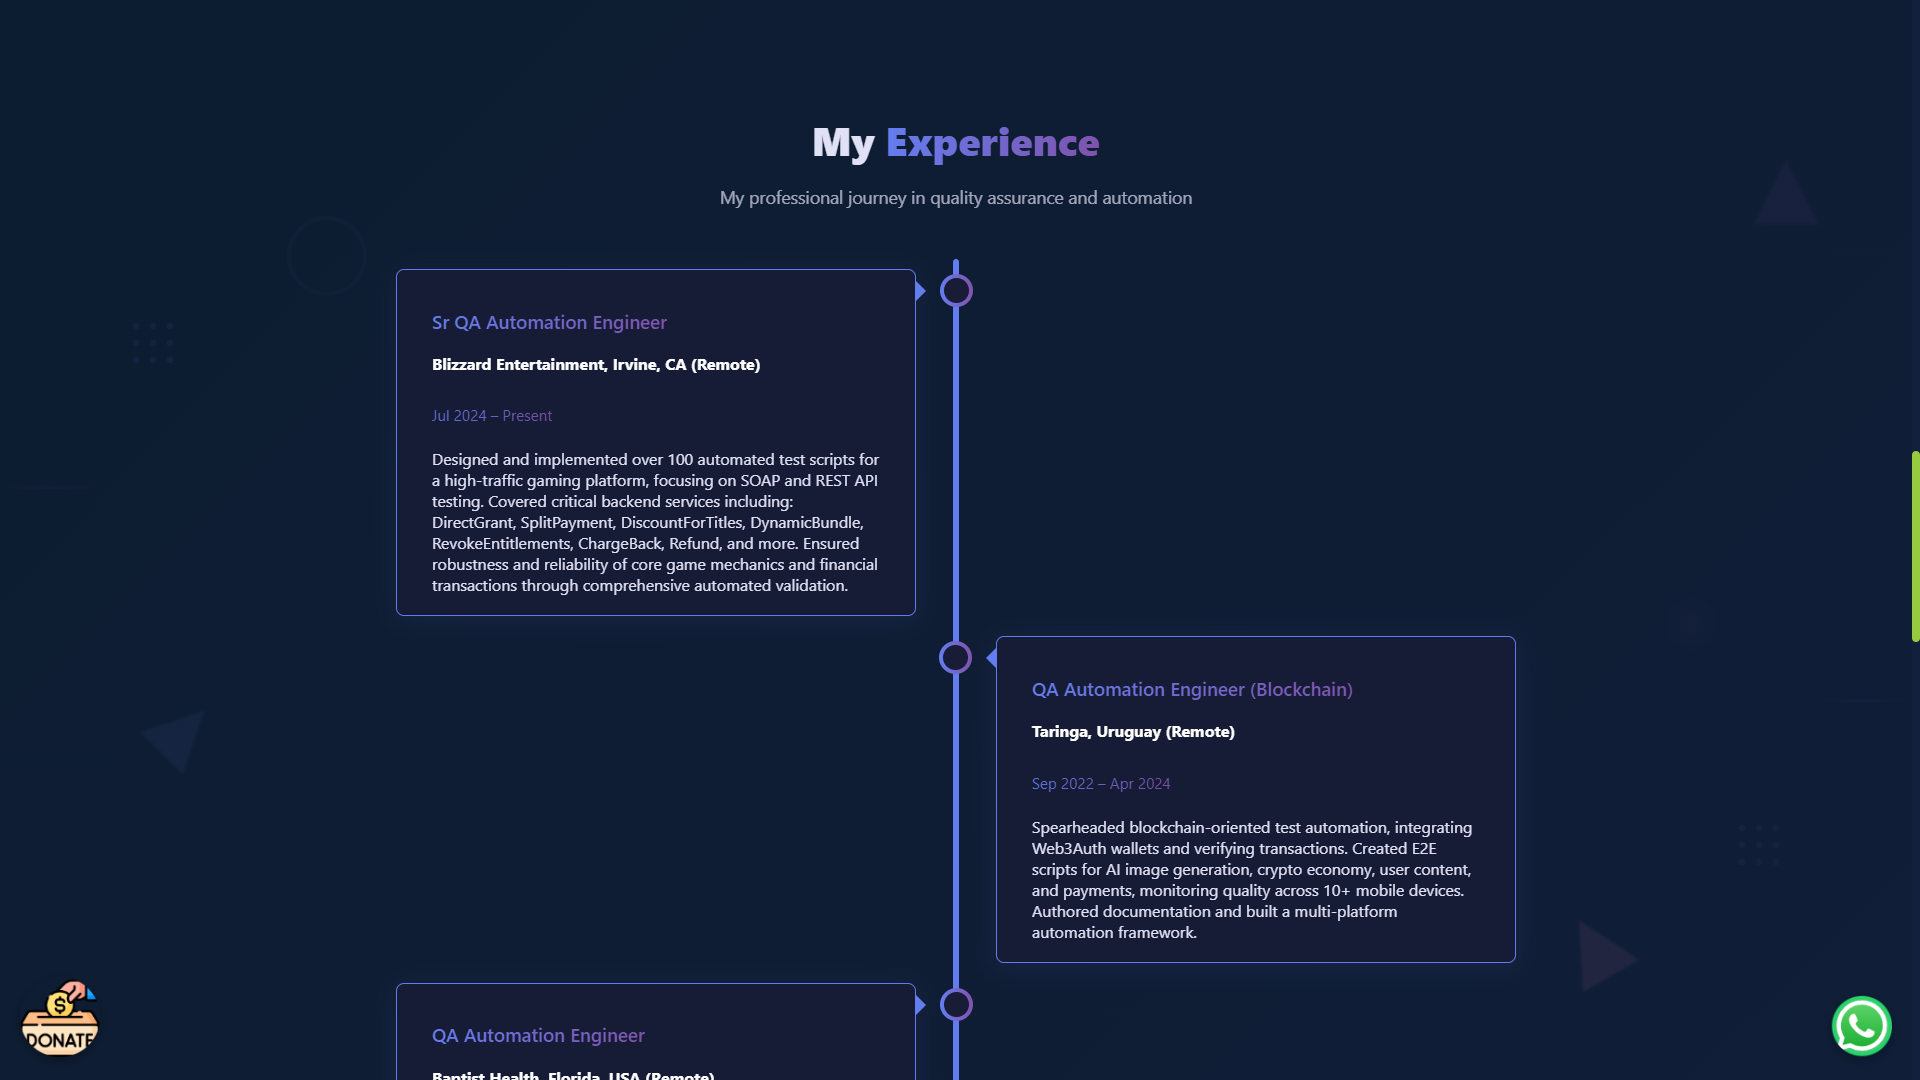 My Experience
My professional journey in quality assurance and automation
Sr QA Automation Engineer
Blizzard Entertainment, Irvine, CA (Remote)
Jul 2024 – Present
Designed and implemented over 100 automated test scripts for
a high-traffic gaming platform, focusing on SOAP and REST API
testing. Covered critical backend services including:
DirectGrant, SplitPayment, DiscountForTitles, DynamicBundle,
RevokeEntitlements, ChargeBack, Refund, and more. Ensured
robustness and reliability of core game mechanics and financial
transactions through comprehensive automated validation.
QA Automation Engineer (Blockchain)
Taringa, Uruguay (Remote)
Sep 2022 – Apr 2024
Spearheaded blockchain-oriented test automation, integrating
Web3Auth wallets and verifying transactions. Created E2E
scripts for AI image generation, crypto economy, user content,
and payments, monitoring quality across 10+ mobile devices.
Authored documentation and built a multi-platform
automation framework.
QA Automation Engineer
Baptist Health, Florida, USA (Remote)
$
DONATE